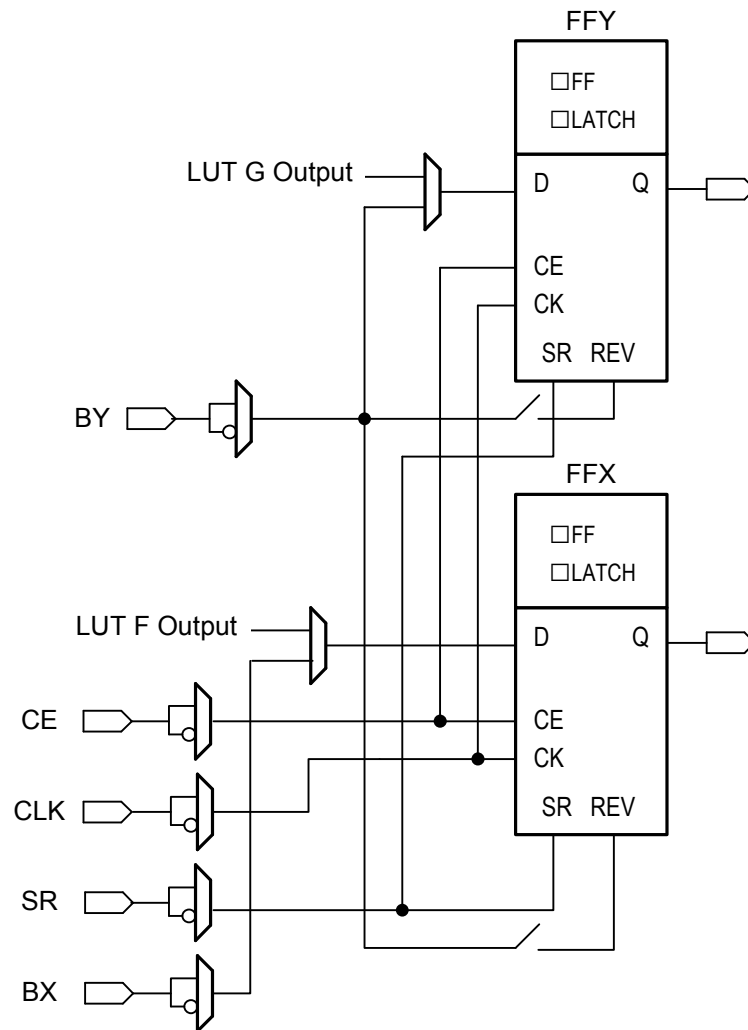 FFY
FF
LATCH
LUT G Output
D Q
CE
CK
SR REV
BY
FFX
FF
LATCH
LUT F Output
D Q
CE CE
CK
CLK
SR REV
SR
BX